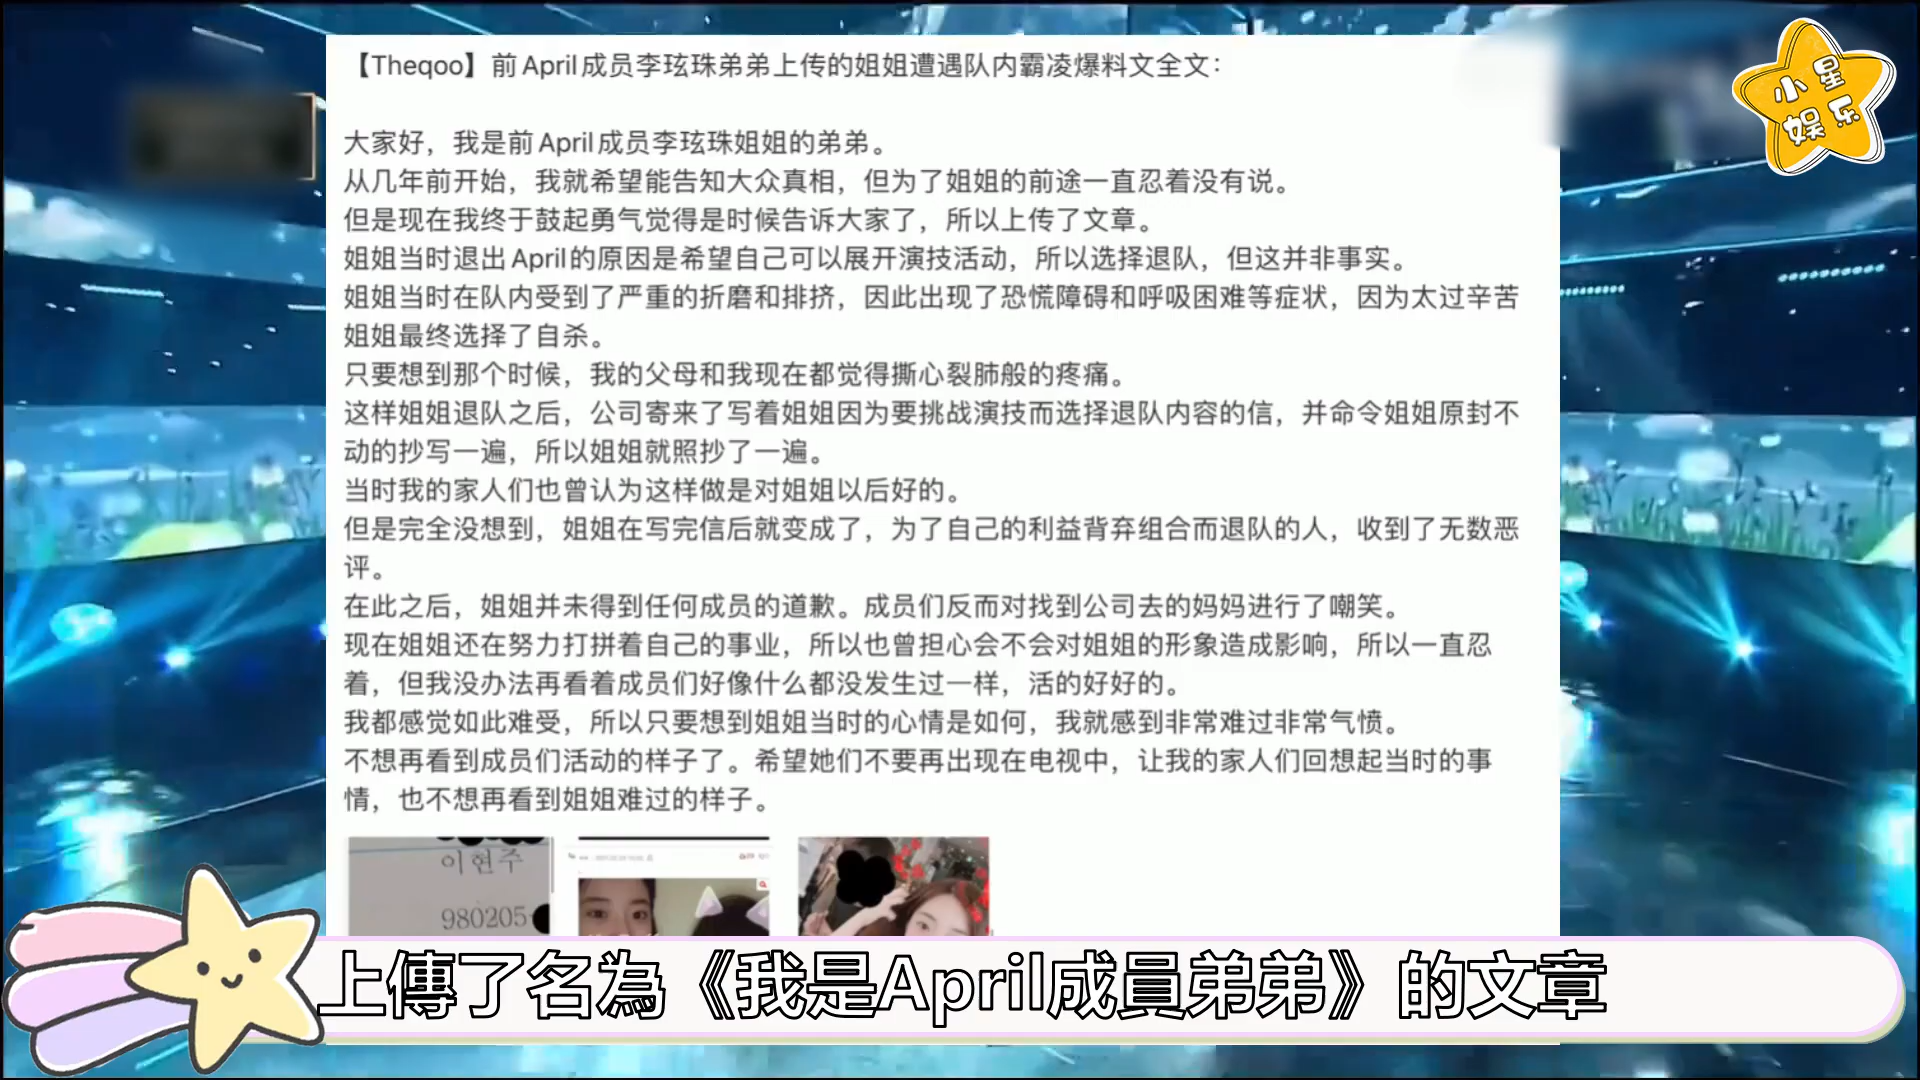 【Theqoo】前April成员李玹珠弟弟上传的姐姐遭遇队内霸凌爆料文全文：
小星
娱乐
大家好，我是前April成员李玹珠姐姐的弟弟。
从几年前开始，我就希望能告知大众真相，但为了姐姐的前途一直忍着没有说。
但是现在我终于鼓起勇气觉得是时候告诉大家了，所以上传了文章。
姐姐当时退出April的原因是希望自己可以展开演技活动，所以选择退队，但这并非事实。
姐姐当时在队内受到了严重的折磨和排挤，因此出现了恐慌障碍和呼吸困难等症状，因为太过辛苦
姐姐最终选择了自杀。
只要想到那个时候，我的父母和我现在都觉得撕心裂肺般的疼痛。
这样姐姐退队之后，公司寄来了写着姐姐因为要挑战演技而选择退队内容的信，并命令姐姐原封不
动的抄写一遍，所以姐姐就照抄了一遍。
当时我的家人们也曾认为这样做是对姐姐以后好的。
但是完全没想到，姐姐在写完信后就变成了，为了自己的利益背弃组合而退队的人，收到了无数恶
评。
在此之后，姐姐并未得到任何成员的道歉。成员们反而对找到公司去的妈妈进行了嘲笑。
现在姐姐还在努力打拼着自己的事业，所以也曾担心会不会对姐姐的形象造成影响，所以一直忍
着，但我没办法再看着成员们好像什么都没发生过一样，活的好好的。
我都感觉如此难受，所以只要想到姐姐当时的心情是如何，我就感到非常难过非常气愤。
不想再看到成员们活动的样子了。希望她们不要再出现在电视中，让我的家人们回想起当时的事
情，也不想再看到姐姐难过的样子。
이현주
980205
上傳了名為《我是April成員弟弟》的文章